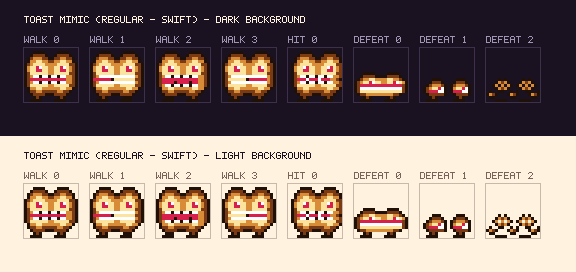 TOAST MIMIC (REGULAR - SWIFT) - DARK BACKGROUND
WALK 0 WALK 1 WALK 2 WALK 3 HIT 0 DEFEAT 0 DEFEAT 1 DEFEAT 2
TOAST MIMIC (REGULAR - SWIFT) - LIGHT BACKGROUND
WALK 0 WALK 1 WALK 2 WALK 3 HIT 0 DEFEAT 0 DEFEAT 1 DEFEAT 2